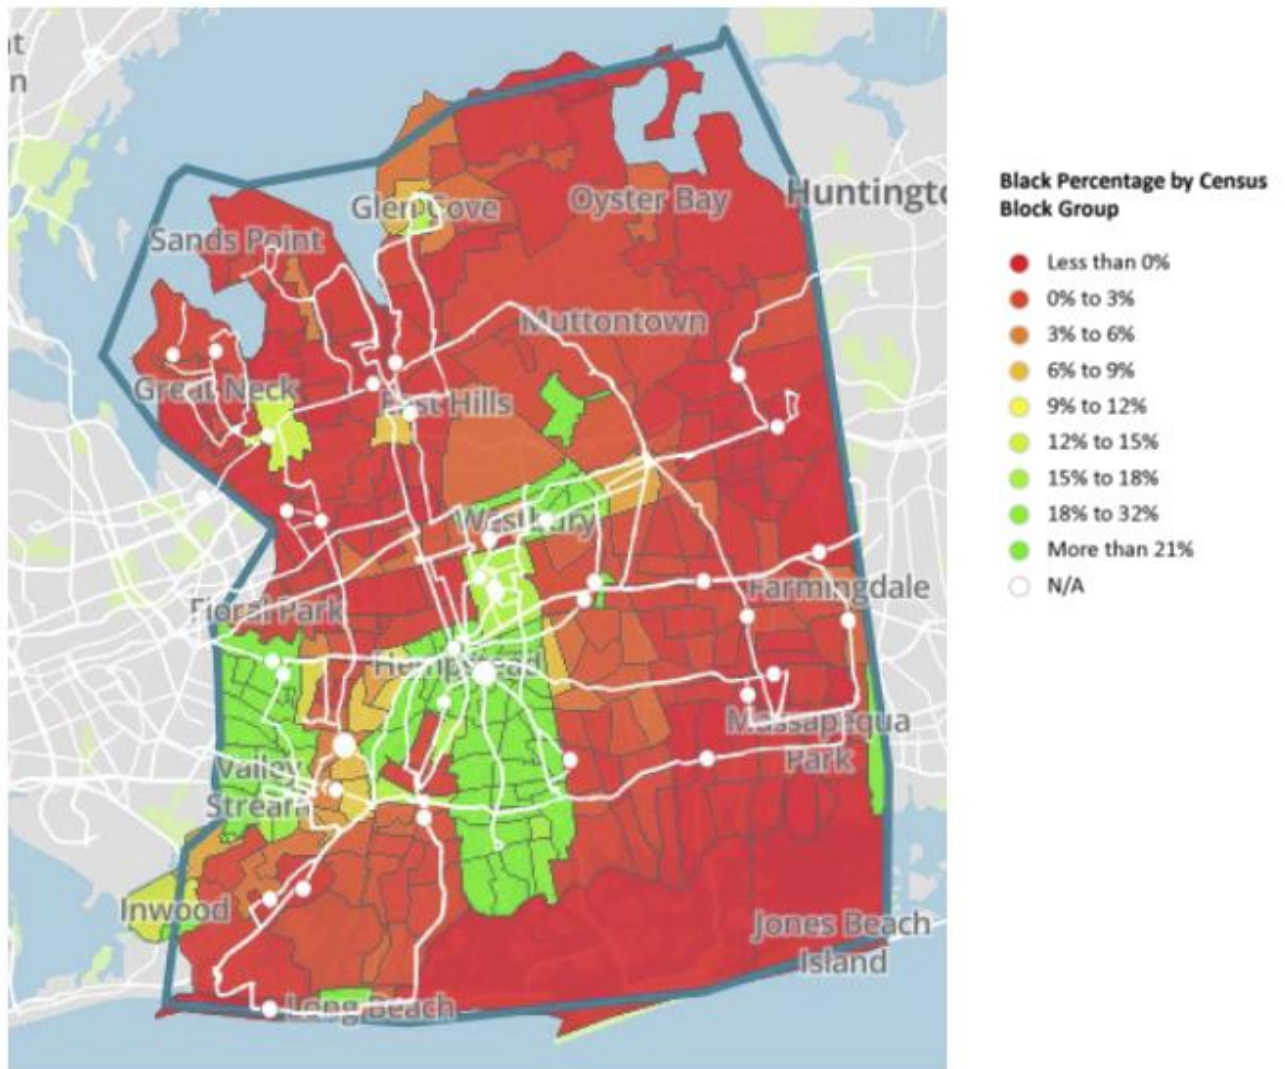 nt
n
Huntingto
Glen Cove
Oyster Bay
Sands Point
Muttontown
Great Neck
East Hills
Westbury
Floral Park
Farmingdale
Hempstead
Massapequa
Park
Valley
Stream
Inwood
Jones Beach
Island
Long Beach
Black Percentage by Census
Block Group
Less than 0%
0% to 3%
3% to 6%
6% to 9%
9% to 12%
12% to 15%
15% to 18%
18% to 32%
More than 21%
N/A